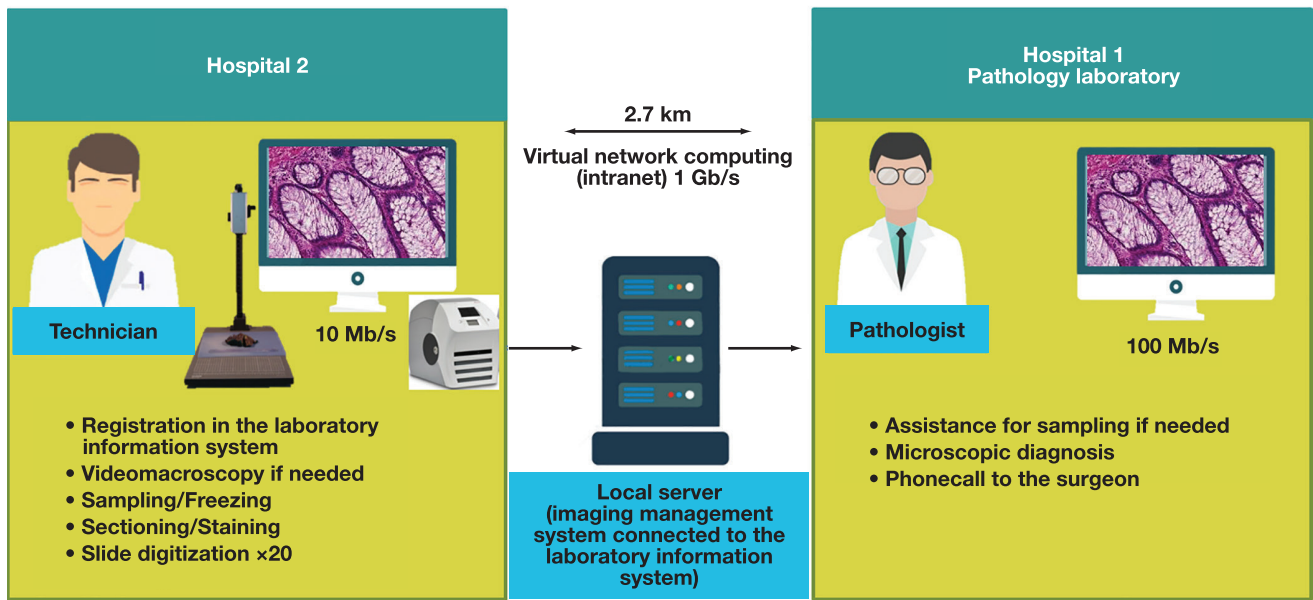 Hospital 2
Technician
10 Mb/s
• Registration in the laboratory
information system
• Videomacroscopy if needed
• Sampling/Freezing
• Sectioning/Staining
• Slide digitization ×20
2.7 km
Virtual network computing
(intranet) 1 Gb/s
Local server
(imaging management
system connected to the
laboratory information
system)
Hospital 1
Pathology laboratory
Pathologist
100 Mb/s
• Assistance for sampling if needed
• Microscopic diagnosis
• Phonecall to the surgeon